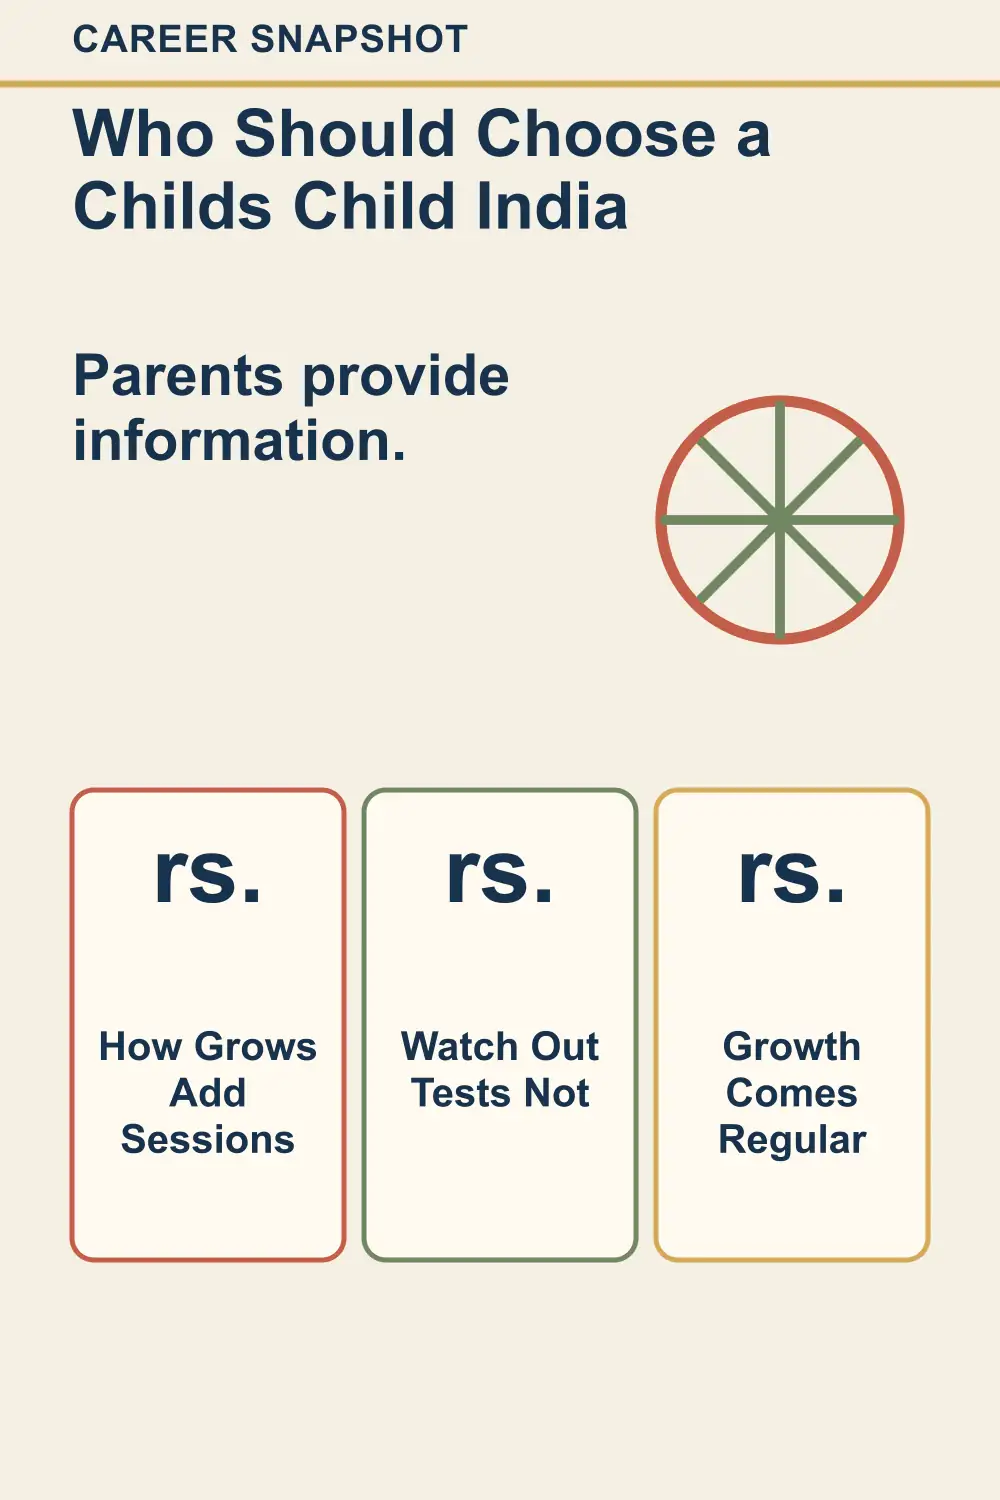 CAREER SNAPSHOT
Who Should Choose a
Childs Child India
Parents provide
information.
rs.
How Grows
Add
Sessions
rs.
Watch Out
Tests Not
rs.
Growth
Comes
Regular